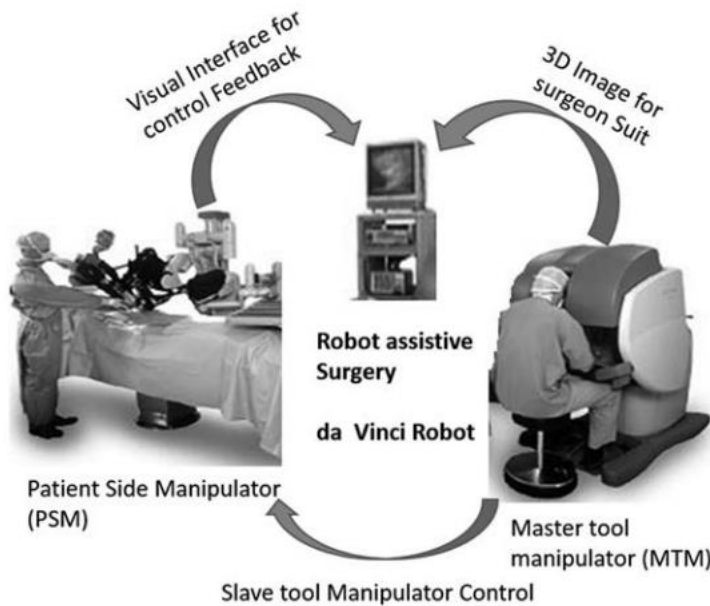 Visual Interface for
control Feedback
3D Image for
surgeon Suit
Robot assistive
Surgery
da Vinci Robot
Patient Side Manipulator
(PSM)
Master tool
manipulator (MTM)
Slave tool Manipulator Control